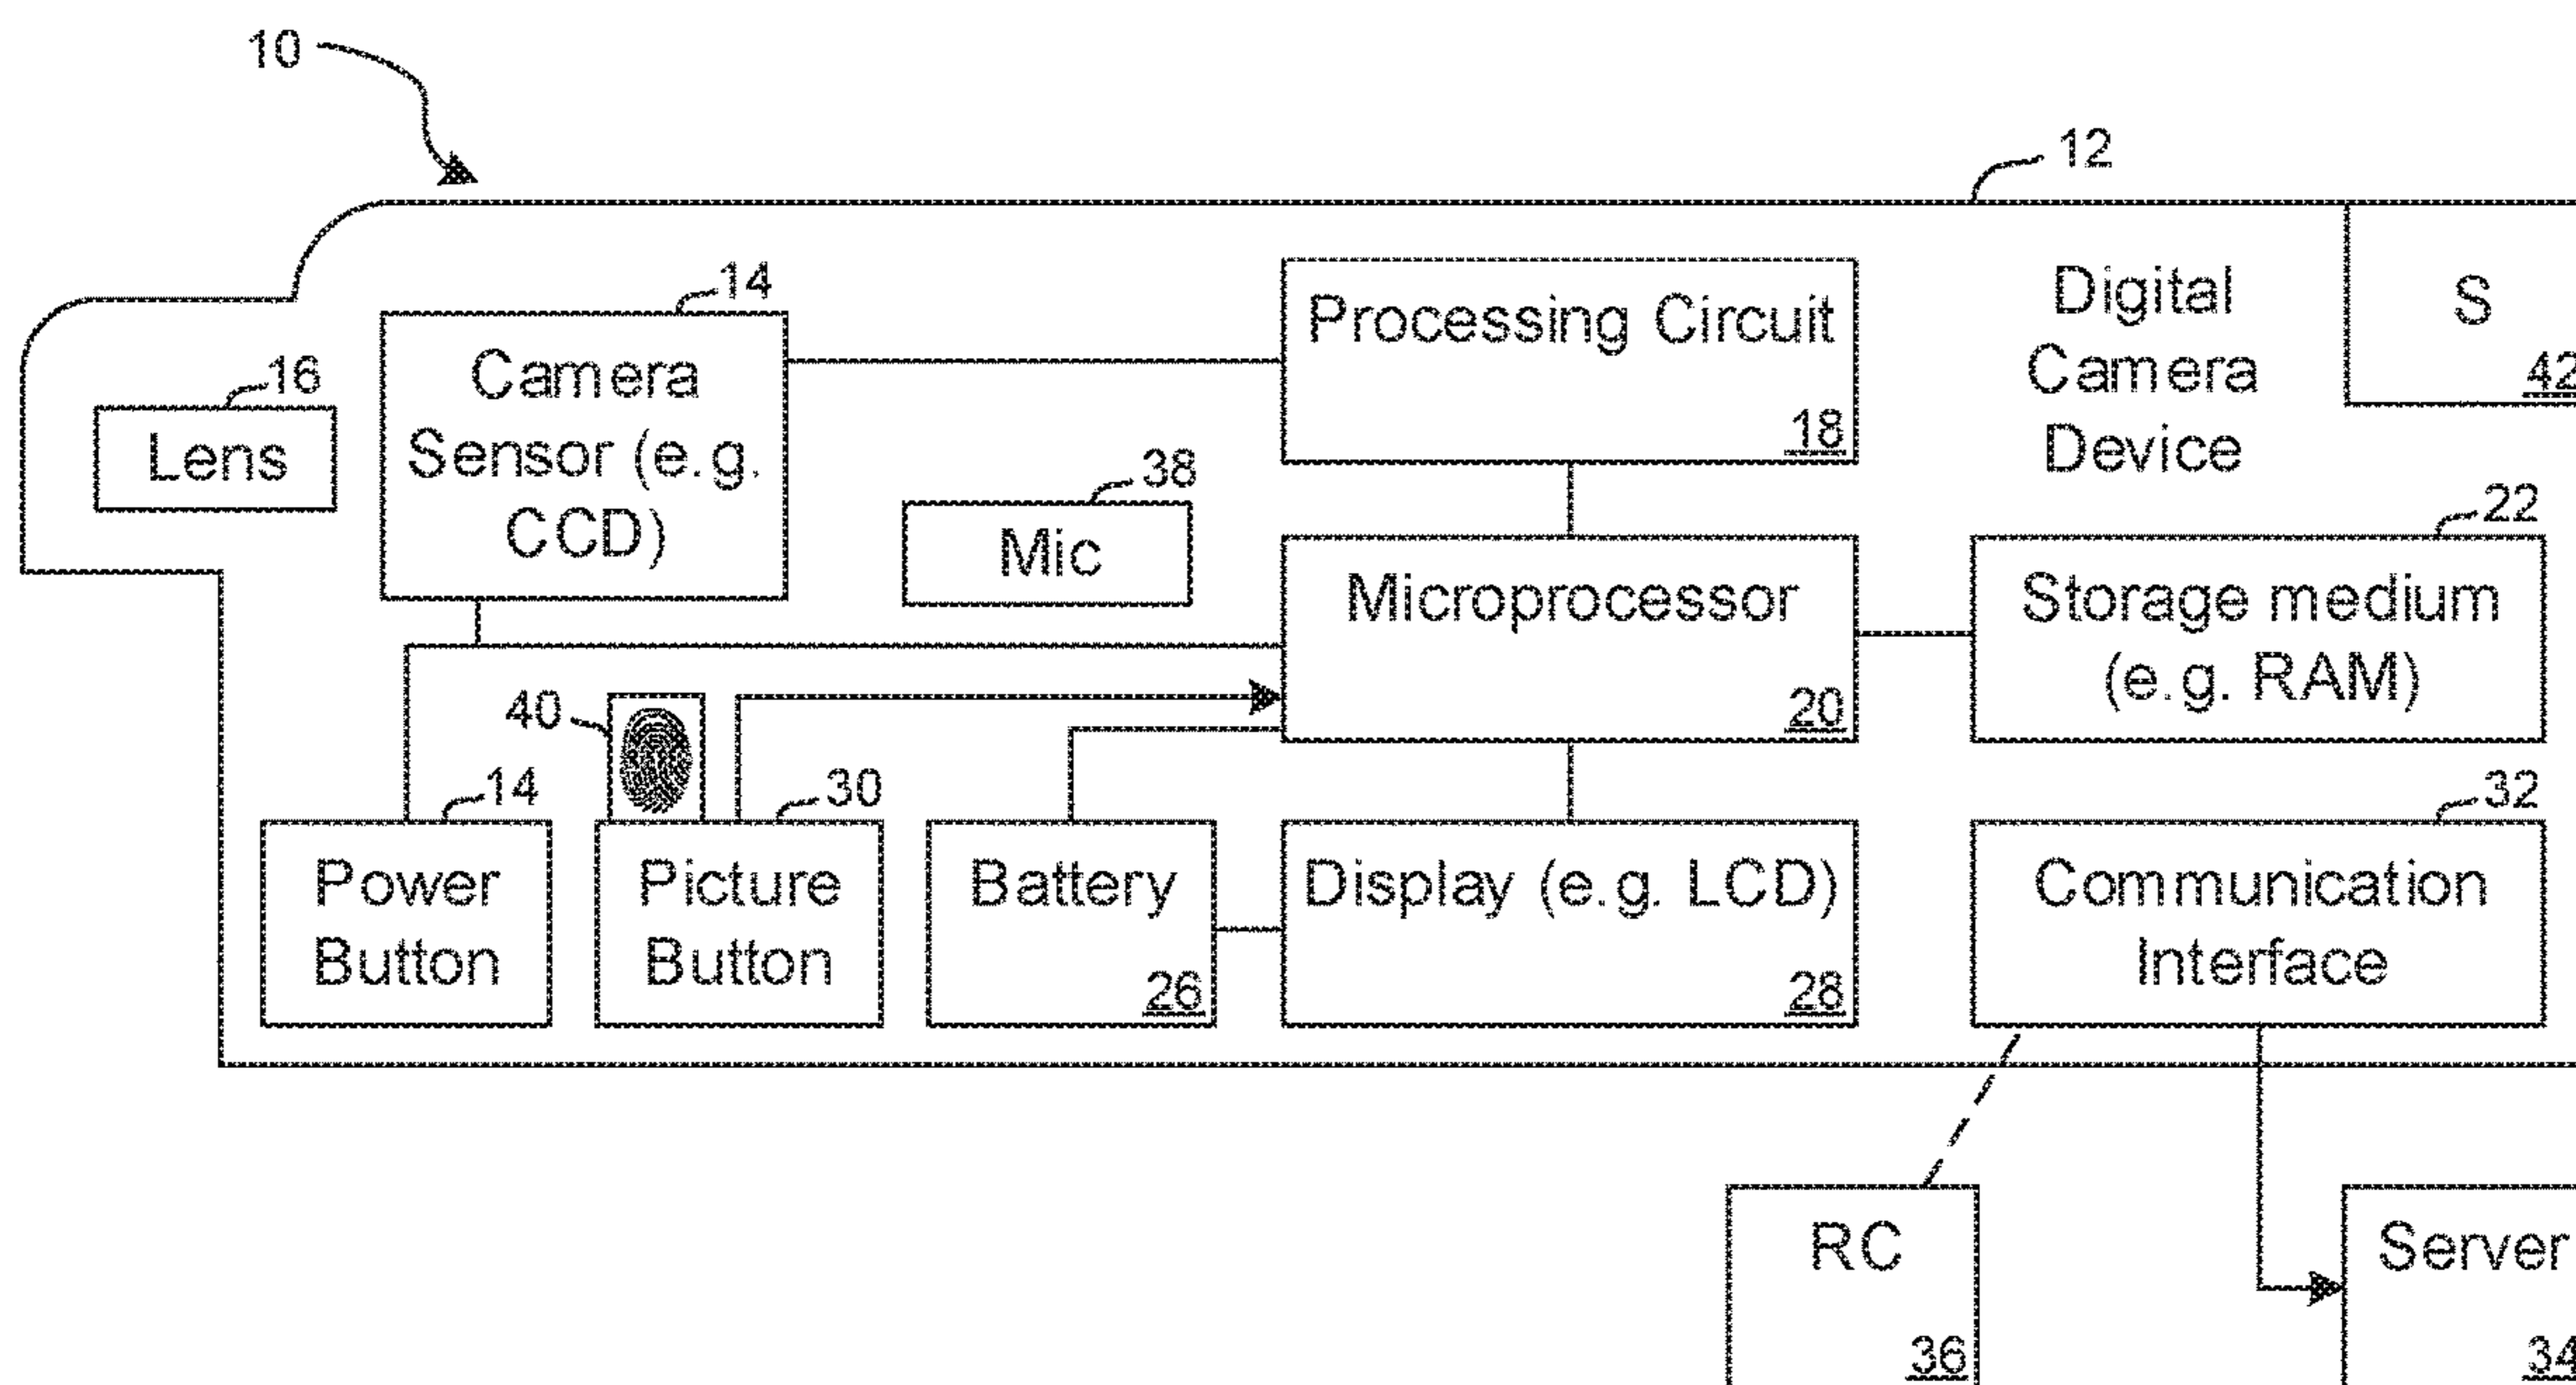 10
12
14
Camera
Sensor (e.g.
CCD)
16
Lens
Processing Circuit
18
Digital
Camera
Device
S
42
38
Mic
Microprocessor
20
22
Storage medium
(e.g. RAM)
40
14
Power
Button
30
Picture
Button
Battery
26
Display (e.g. LCD)
28
32
Communication
Interface
RC
36
Server
34